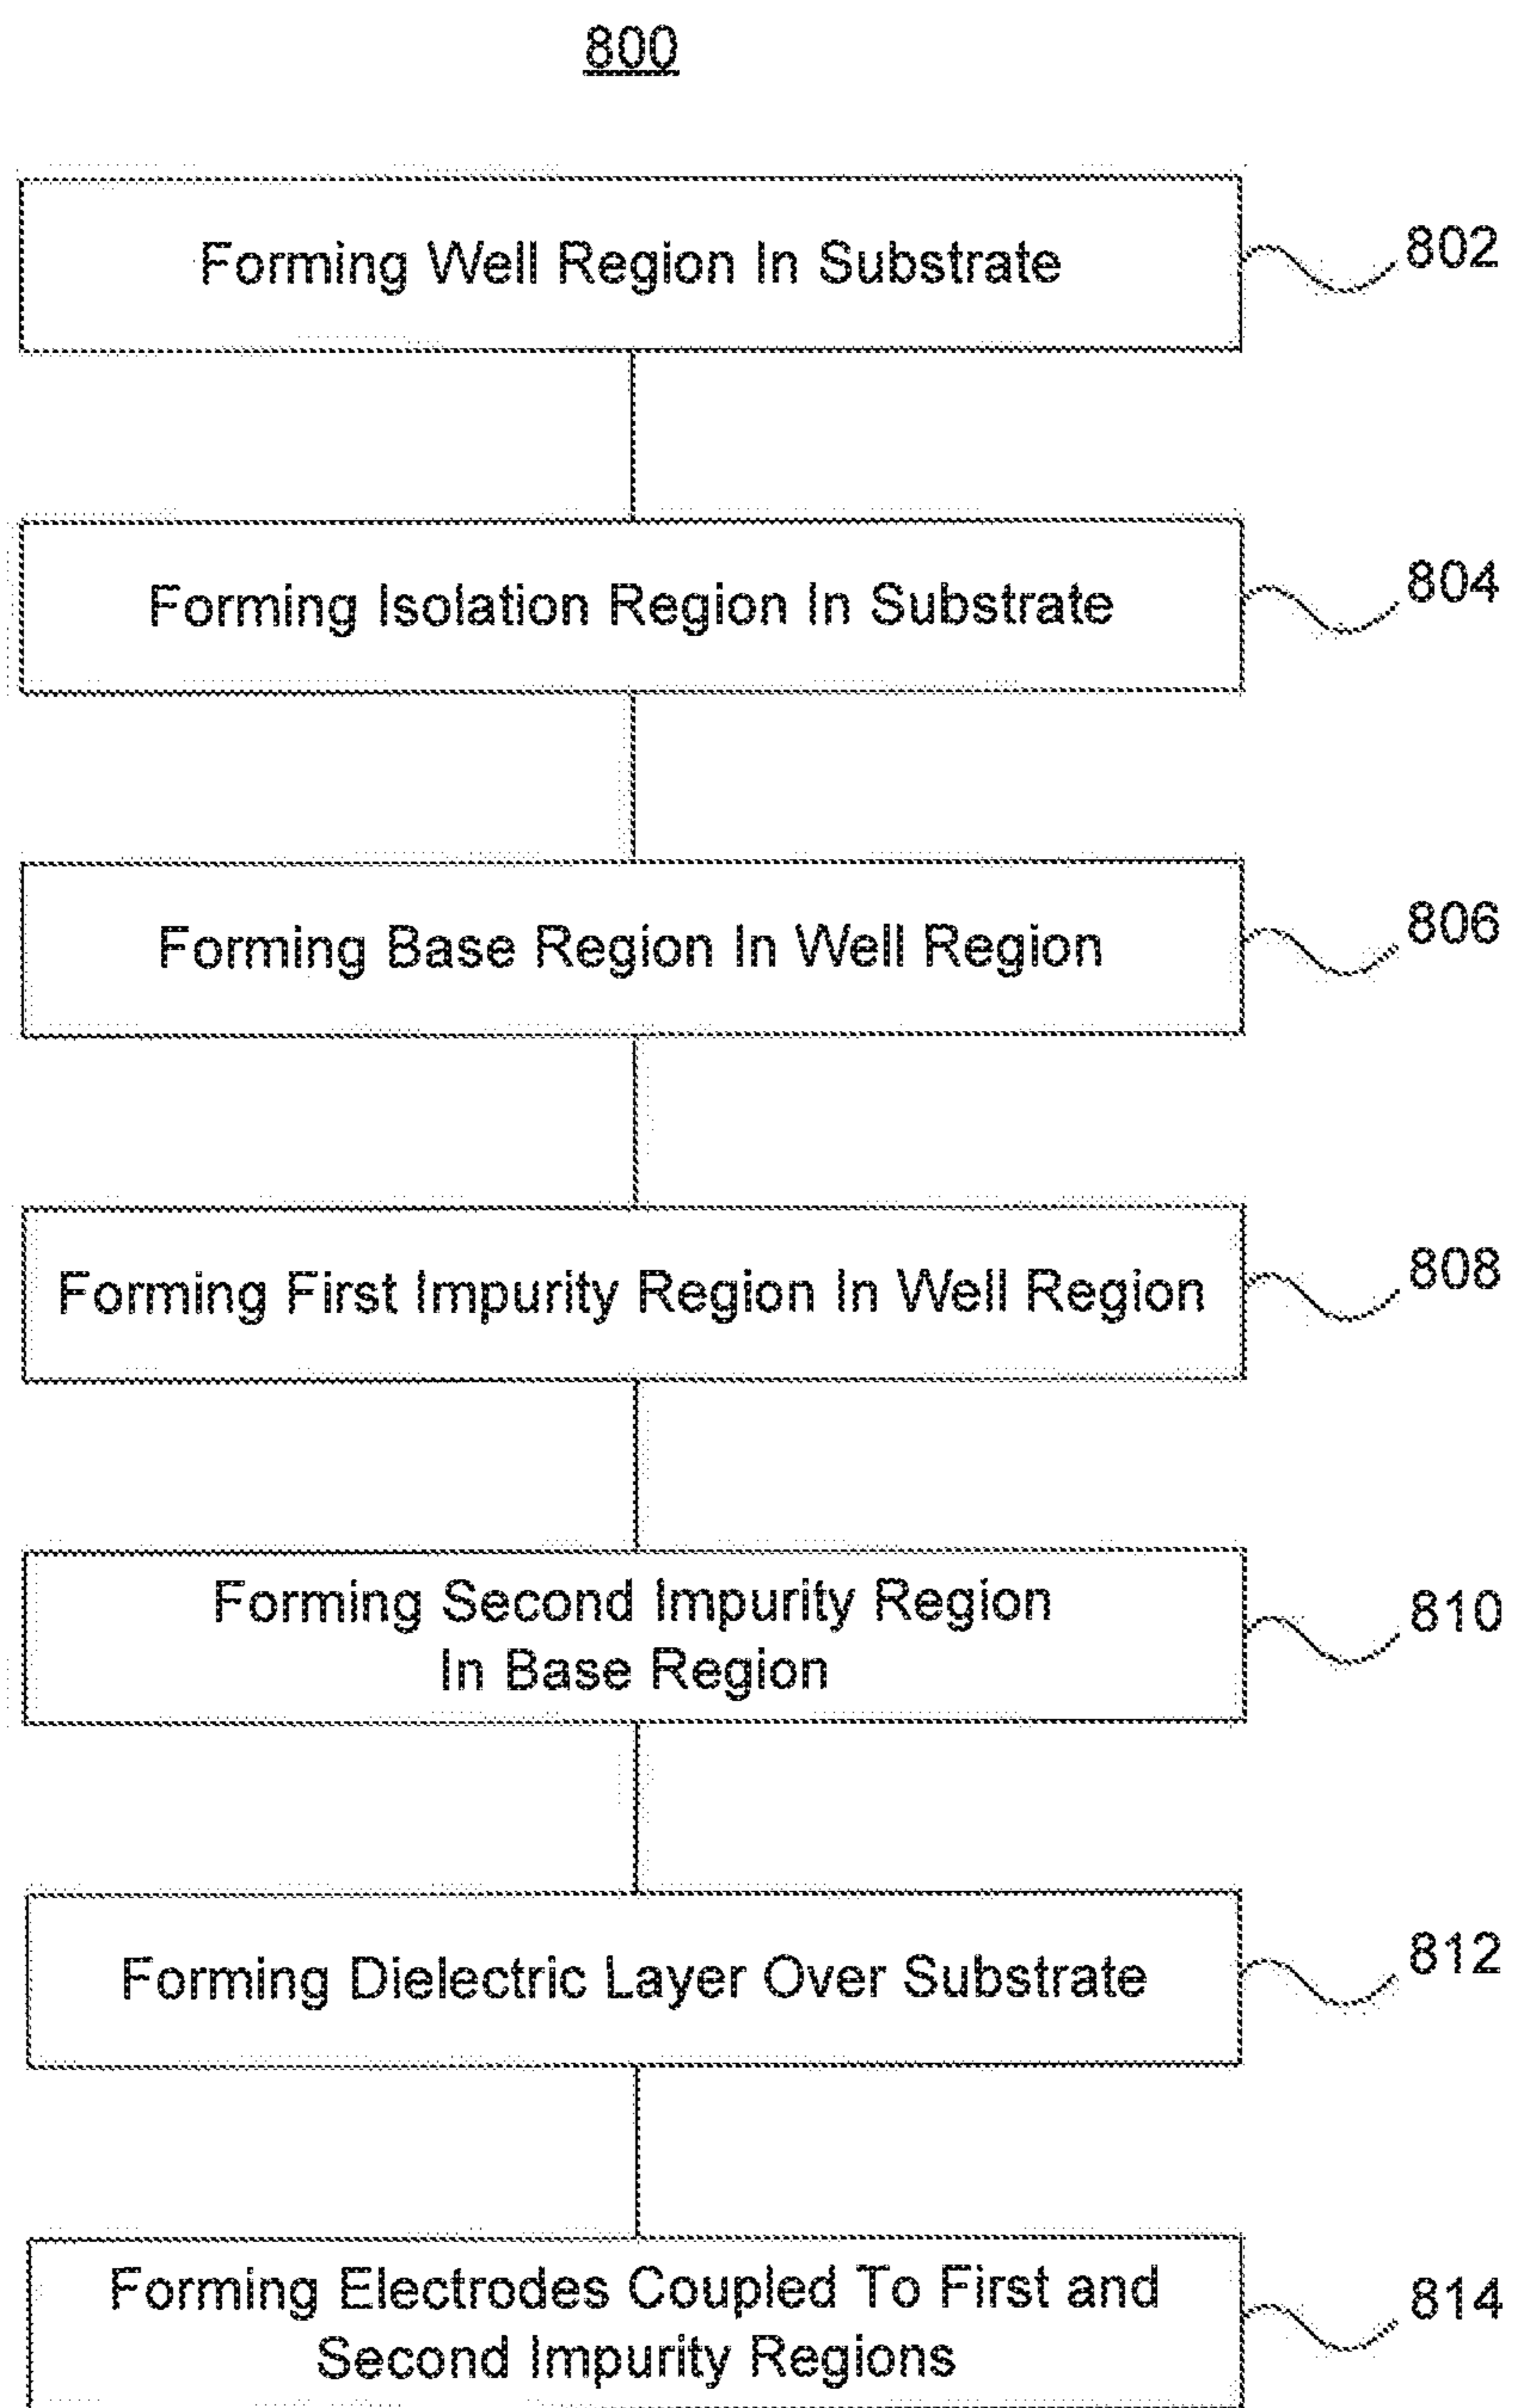 800
Forming Well Region In Substrate
802
Forming Isolation Region In Substrate
804
Forming Base Region In Well Region
806
Forming First Impurity Region In Well Region
808
Forming Second Impurity Region
In Base Region
810
Forming Dielectric Layer Over Substrate
812
Forming Electrodes Coupled To First and
Second Impurity Regions
814